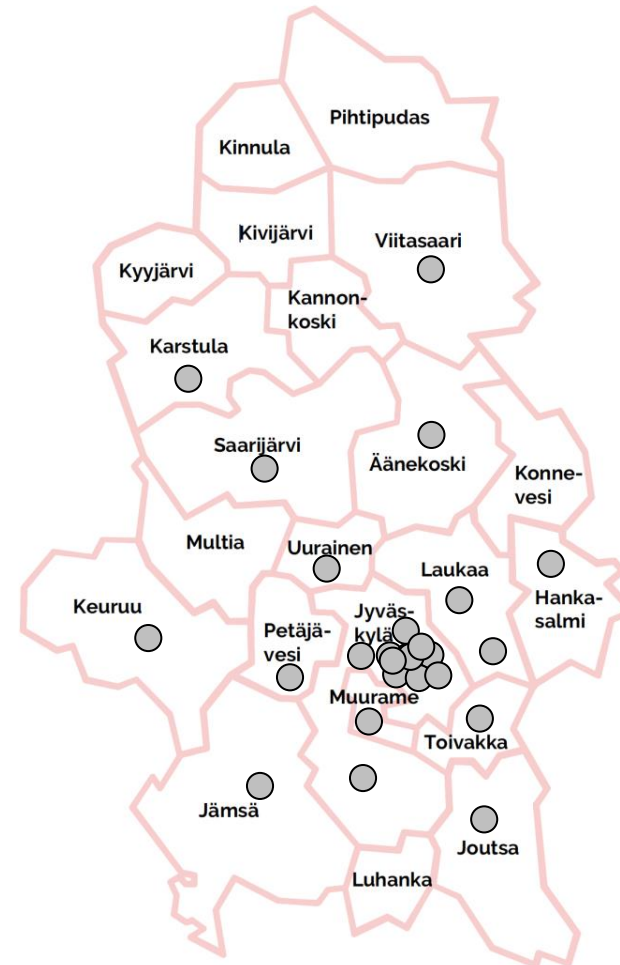 Pihtipudas
Kinnula
Kivijärvi
Viitasaari
Kyyjärvi
Kannon-
koski
Karstula
Saarijärvi
Äänekoski
Konne-
vesi
Multia
Uurainen
Laukaa
Hanka-
salmi
Keuruu
Jyväs-
kylä
Petäjä-
vesi
Muurame
Toivakka
Jämsä
Joutsa
Luhanka